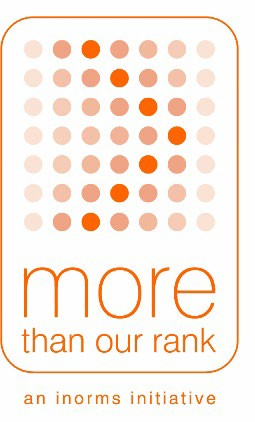 more
than our rank
an inorms initiative